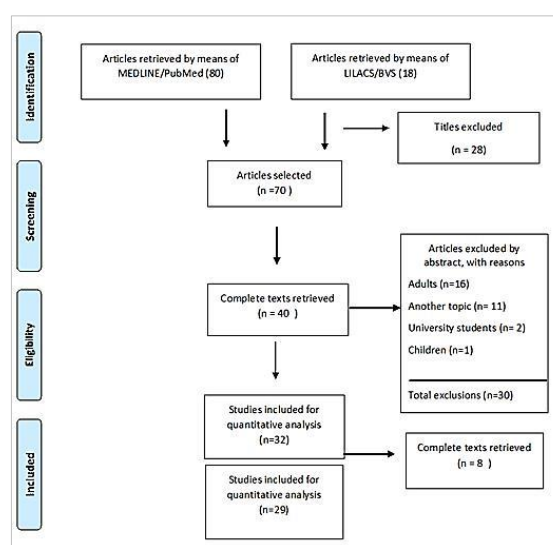 Identification
Articles retrieved by means of
MEDLINE/PubMed (80)
Articles retrieved by means of
LILACS/BVS (18)
Titles excluded
(n = 28)
Screening
Articles selected
(n =70 )
Articles excluded by
abstract, with reasons
Adults (n=16)
Another topic (n= 11)
University students (n= 2)
Children (n=1)
Total exclusions (n=30)
Eligibility
Complete texts retrieved
(n = 40 )
Studies included for
quantitative analysis
(n=32)
Included
Complete texts retrieved
(n = 8 )
Studies included for
quantitative analysis
(n=29)